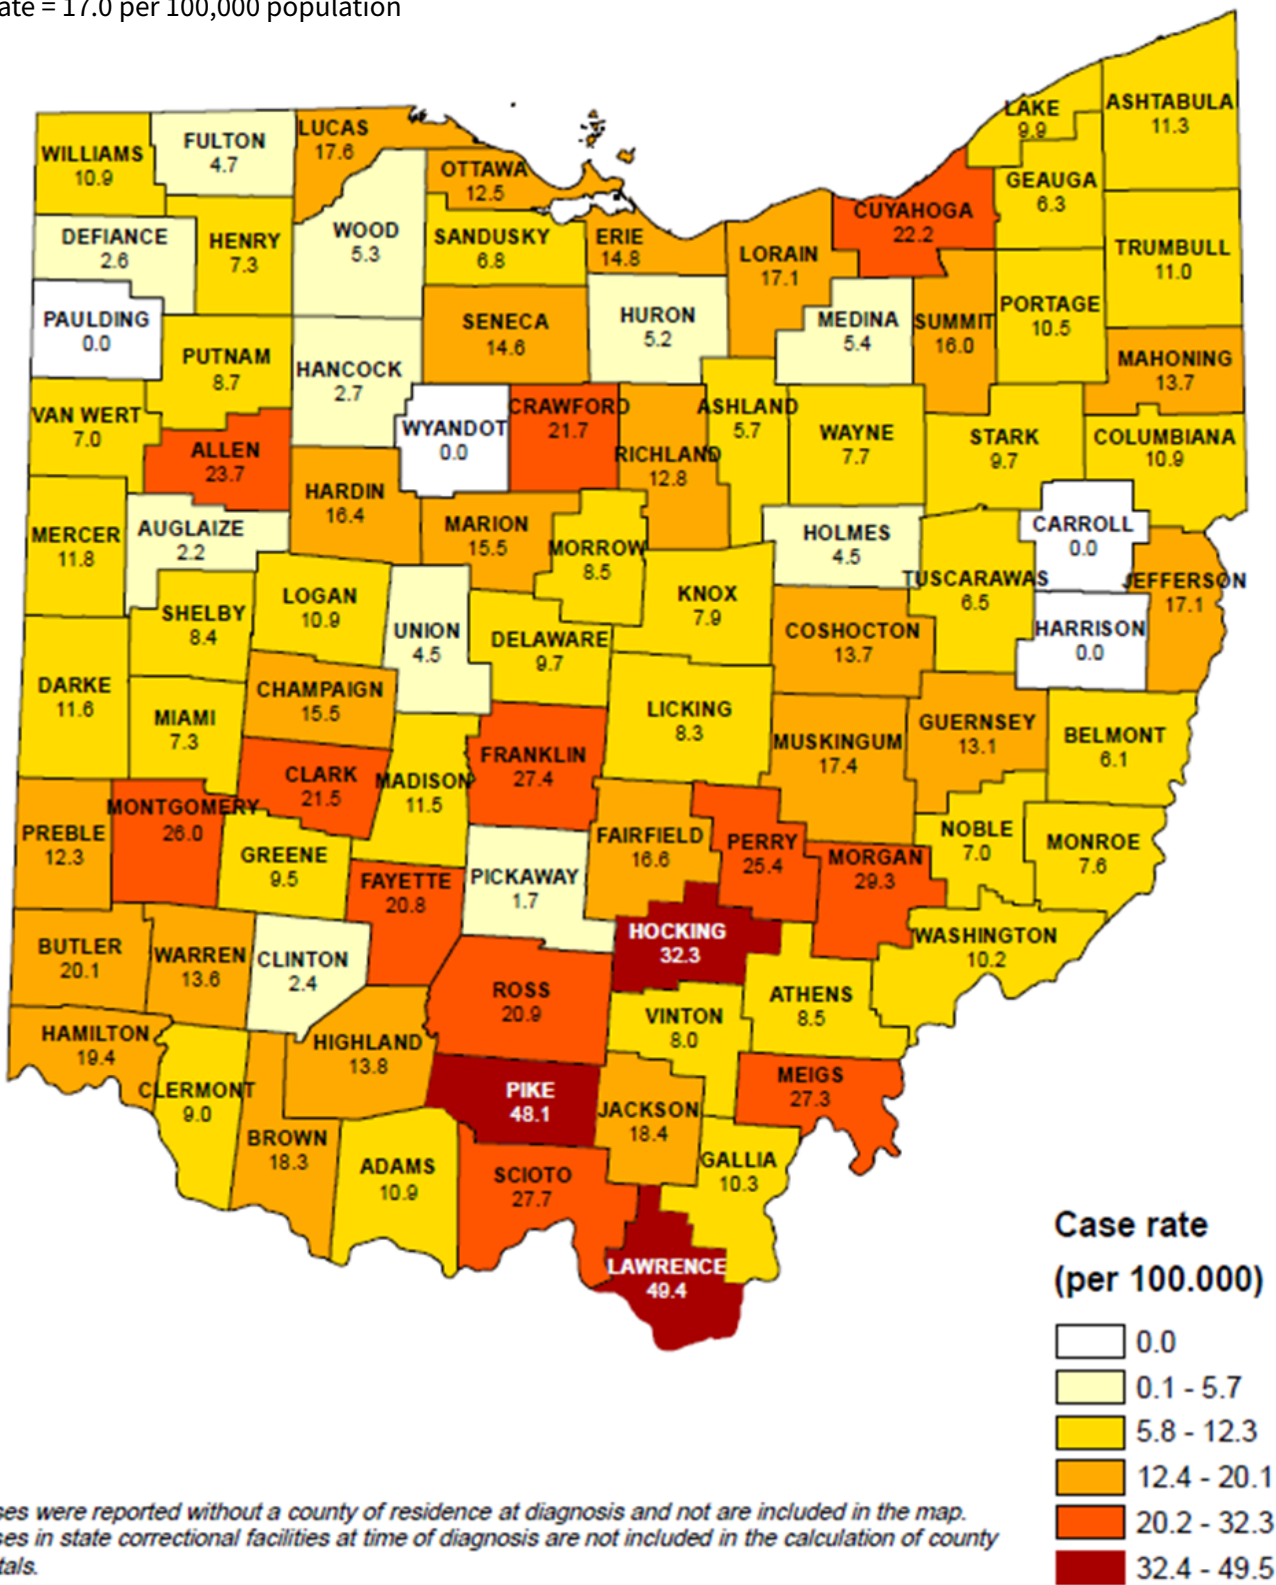 ate = 17.0 per 100,000 population
LAKE
9.9
ASHTABULA
11.3
WILLIAMS
10.9
FULTON
4.7
LUCAS
17.6
OTTAWA
12.5
GEAUGA
6.3
CUYAHOGA
22.2
DEFIANCE
2.6
HENRY
7.3
WOOD
5.3
SANDUSKY
6.8
ERIE
14.8
LORAIN
17.1
TRUMBULL
11.0
PAULDING
0.0
PUTNAM
8.7
HANCOCK
2.7
SENECA
14.6
HURON
5.2
MEDINA
5.4
SUMMIT
16.0
PORTAGE
10.5
MAHONING
13.7
VAN WERT
7.0
ALLEN
23.7
WYANDOT
0.0
CRAWFORD
21.7
RICHLAND
12.8
ASHLAND
5.7
WAYNE
7.7
STARK
9.7
COLUMBIANA
10.9
MERCER
11.8
AUGLAIZE
2.2
HARDIN
16.4
MARION
15.5
MORROW
8.5
HOLMES
4.5
CARROLL
0.0
TUSCARAWAS
6.5
JEFFERSON
17.1
SHELBY
8.4
LOGAN
10.9
UNION
4.5
DELAWARE
9.7
KNOX
7.9
COSHOCTON
13.7
HARRISON
0.0
DARKE
11.6
MIAMI
7.3
CHAMPAIGN
15.5
LICKING
8.3
MUSKINGUM
17.4
GUERNSEY
13.1
BELMONT
6.1
CLARK
21.5
MADISON
11.5
FRANKLIN
27.4
PREBLE
12.3
MONTGOMERY
26.0
GREENE
9.5
FAYETTE
20.8
PICKAWAY
1.7
FAIRFIELD
16.6
PERRY
25.4
MORGAN
29.3
NOBLE
7.0
MONROE
7.6
BUTLER
20.1
WARREN
13.6
CLINTON
2.4
ROSS
20.9
HOCKING
32.3
ATHENS
8.5
WASHINGTON
10.2
HAMILTON
19.4
CLERMONT
9.0
HIGHLAND
13.8
VINTON
8.0
PIKE
48.1
JACKSON
18.4
MEIGS
27.3
BROWN
18.3
ADAMS
10.9
SCIOTO
27.7
GALLIA
10.3
LAWRENCE
49.4
Case rate
(per 100.000)
0.0
0.1 - 5.7
5.8 - 12.3
12.4 - 20.1
20.2 - 32.3
32.4 - 49.5
ses were reported without a county of residence at diagnosis and not are included in the map.
ses in state correctional facilities at time of diagnosis are not included in the calculation of county
tals.